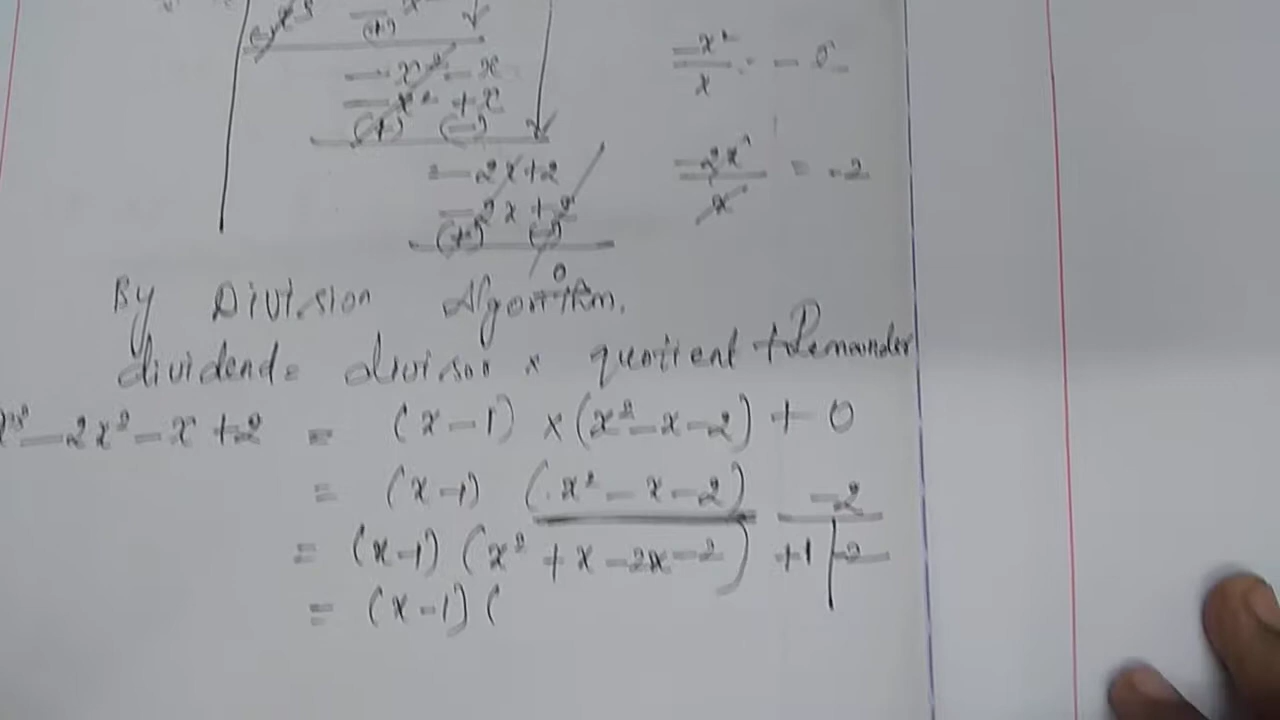 — x² — x
— x² + x
(+) (—)
— 2x+2
— 2x + 2
(+) (—)
0
—x²
x
-2x
x = -2
By Division Algorithm.
dividend = divisor × quotient + Remainder
x³ — 2x² — x + 2 = (x—1) × (x²—x—2) + 0
= (x—1) (x² — x — 2) —2
= (x—1) (x² + x — 2x — 2) +1 | —2
= (x—1) (